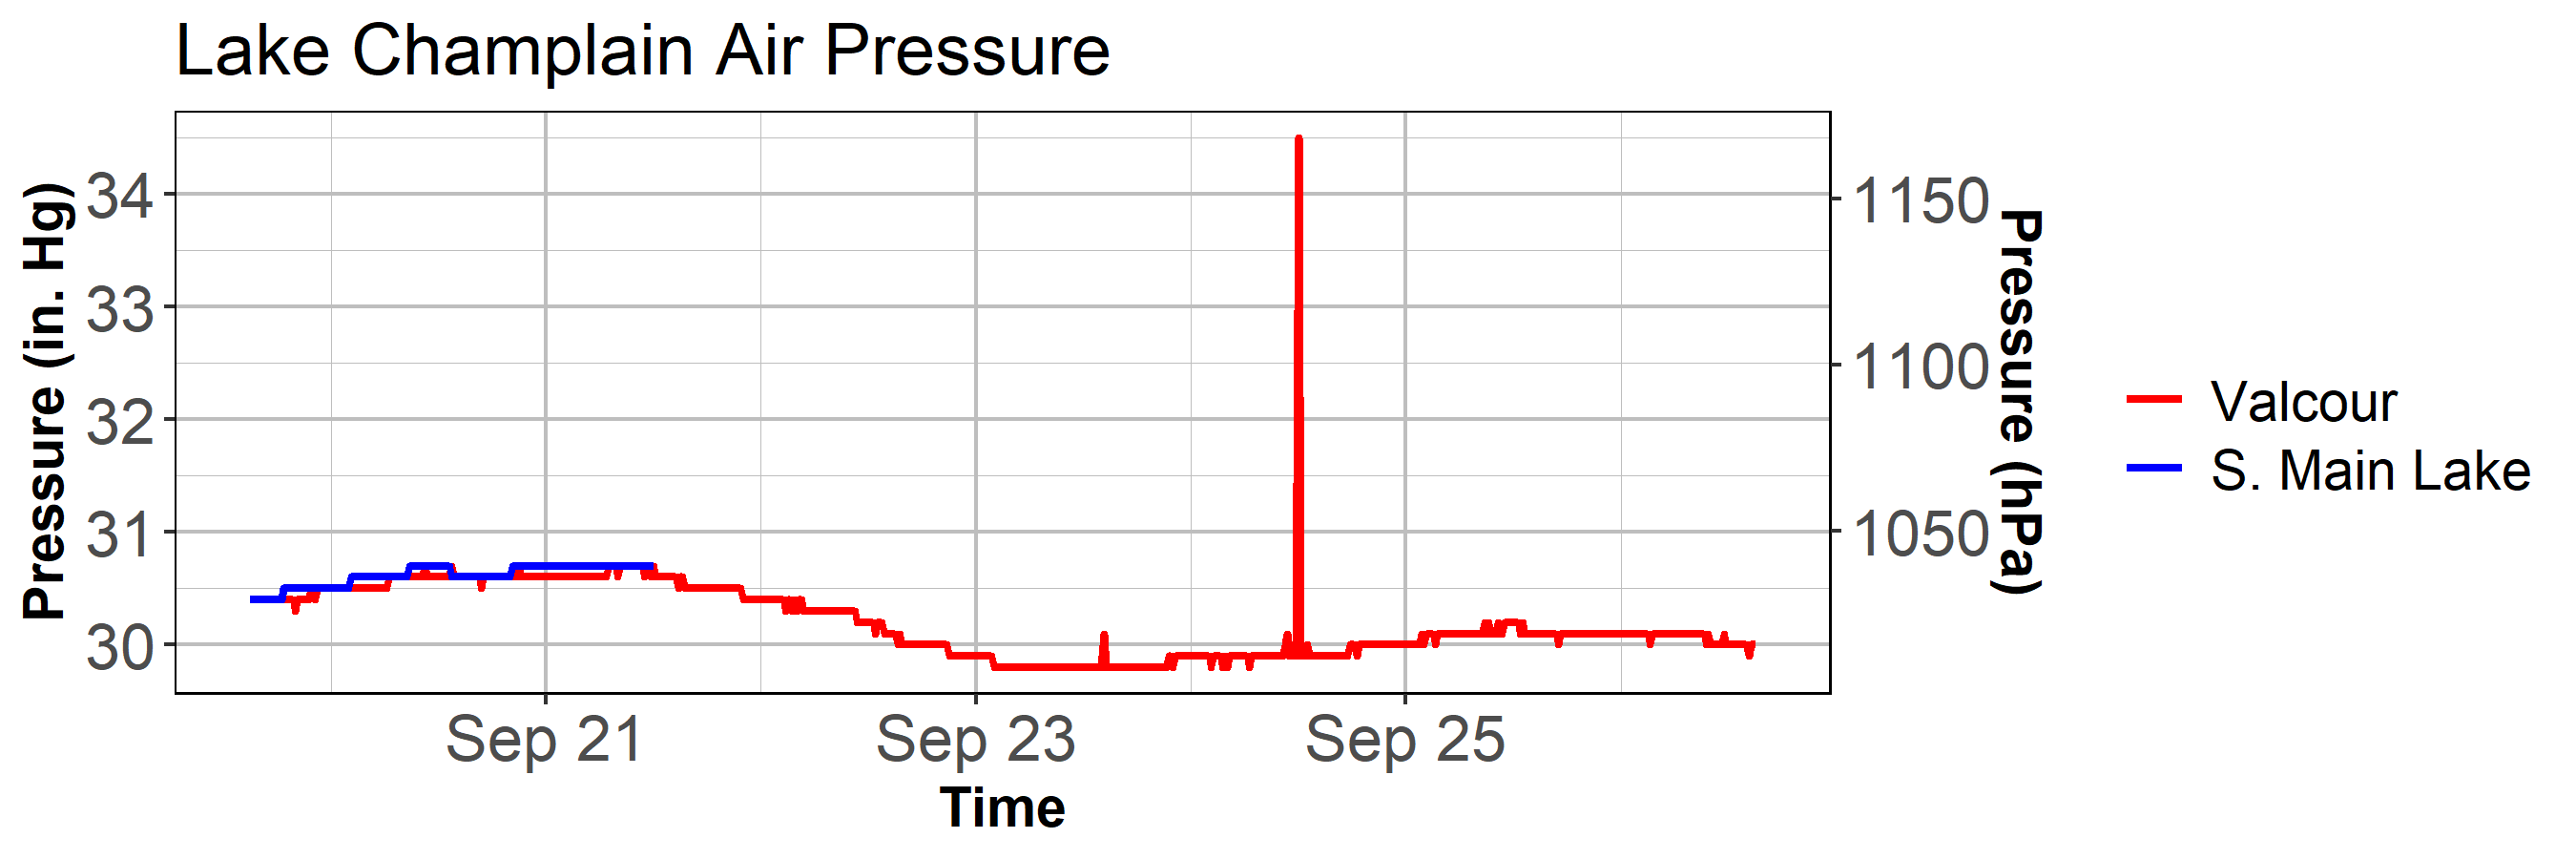 Lake Champlain Air Pressure
Pressure (in. Hg)
34
33
32
31
30
1150
1100
1050
Pressure (hPa)
Sep 21
Sep 23
Sep 25
Time
Valcour
S. Main Lake